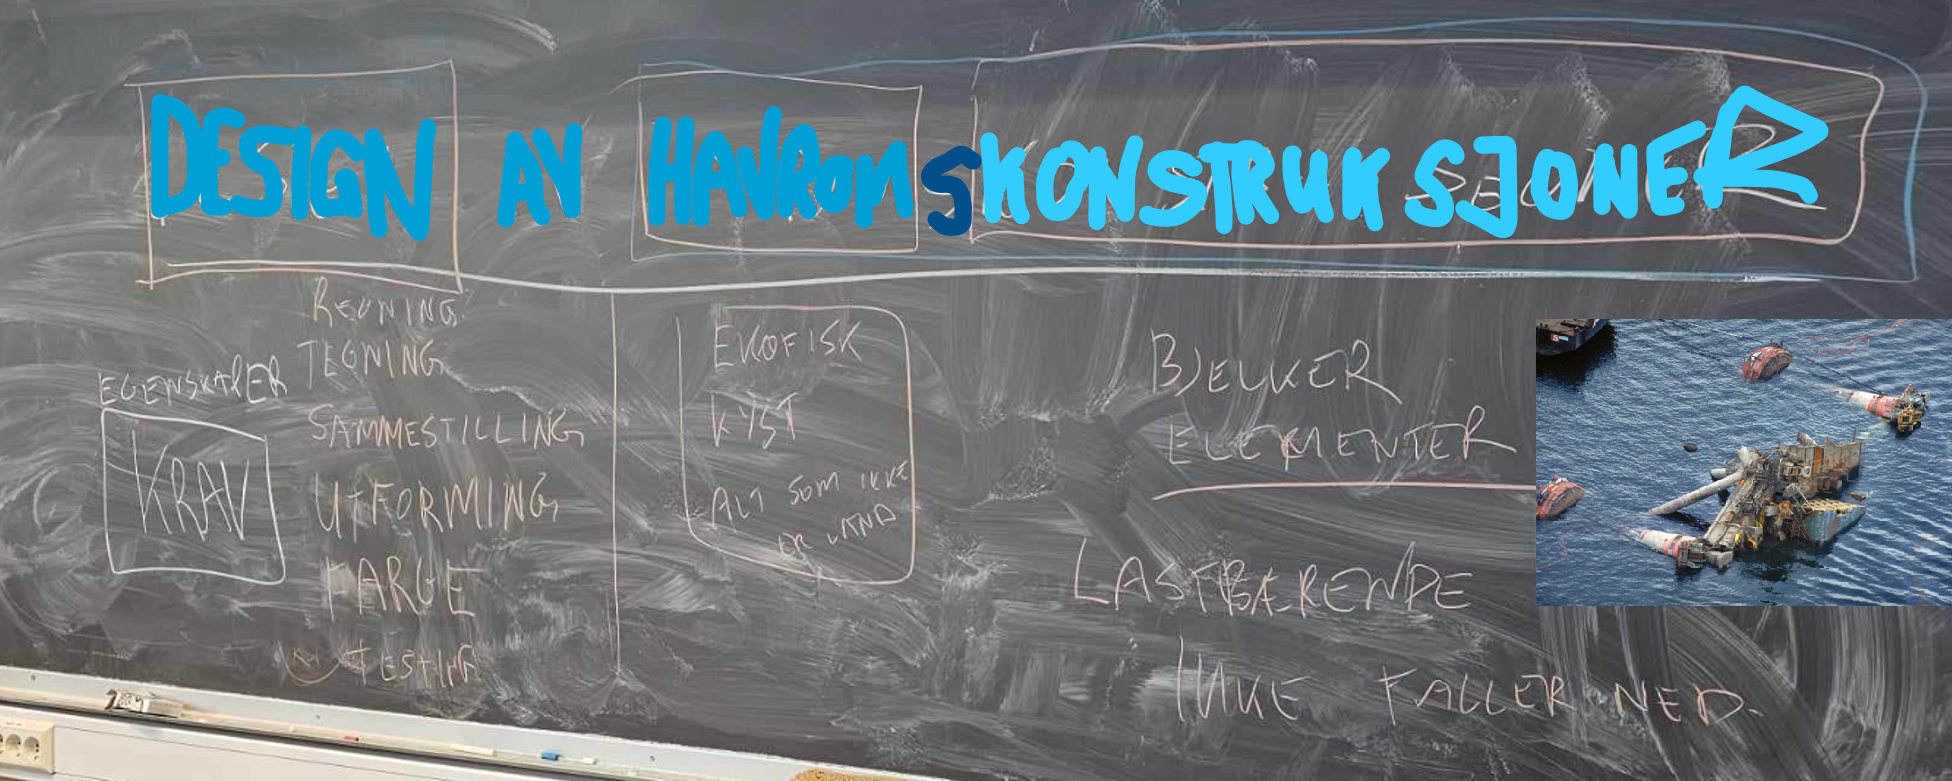 DESIGN AV HAVROMSKONSTRUKSJONER
EGENSKAPER
KRAV
REGNING
TEGNING
SAMMESTILLING
UTFORMING
FARGE
TESTING
EKOFISK
KYST
ALT SOM IKKE
ER LAND
BJELKER
ELEMENTER
LASTBÆRENDE
IKKE FALLER NED.